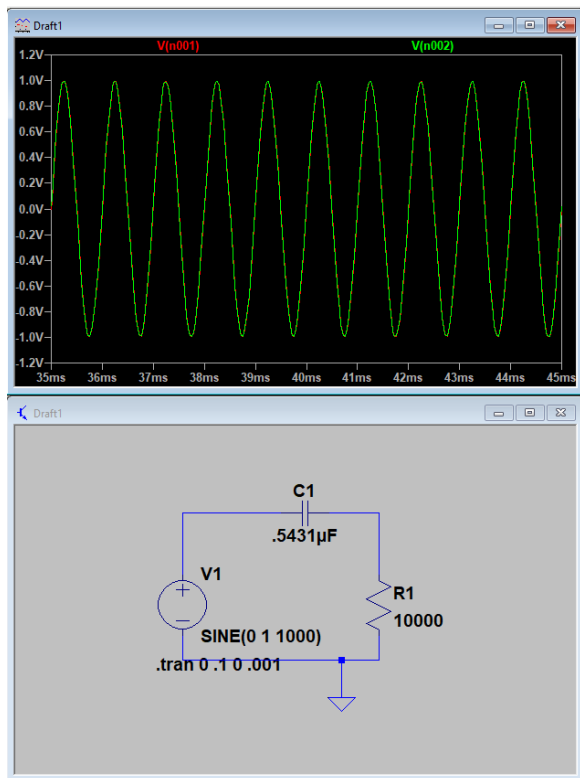 Draft1
V(n001) V(n002)
1.2V
1.0V
0.8V
0.6V
0.4V
0.2V
0.0V
-0.2V
-0.4V
-0.6V
-0.8V
-1.0V
-1.2V
35ms 36ms 37ms 38ms 39ms 40ms 41ms 42ms 43ms 44ms 45ms
Draft1
C1
.5431µF
V1
R1
10000
SINE(0 1 1000)
.tran 0 .1 0 .001